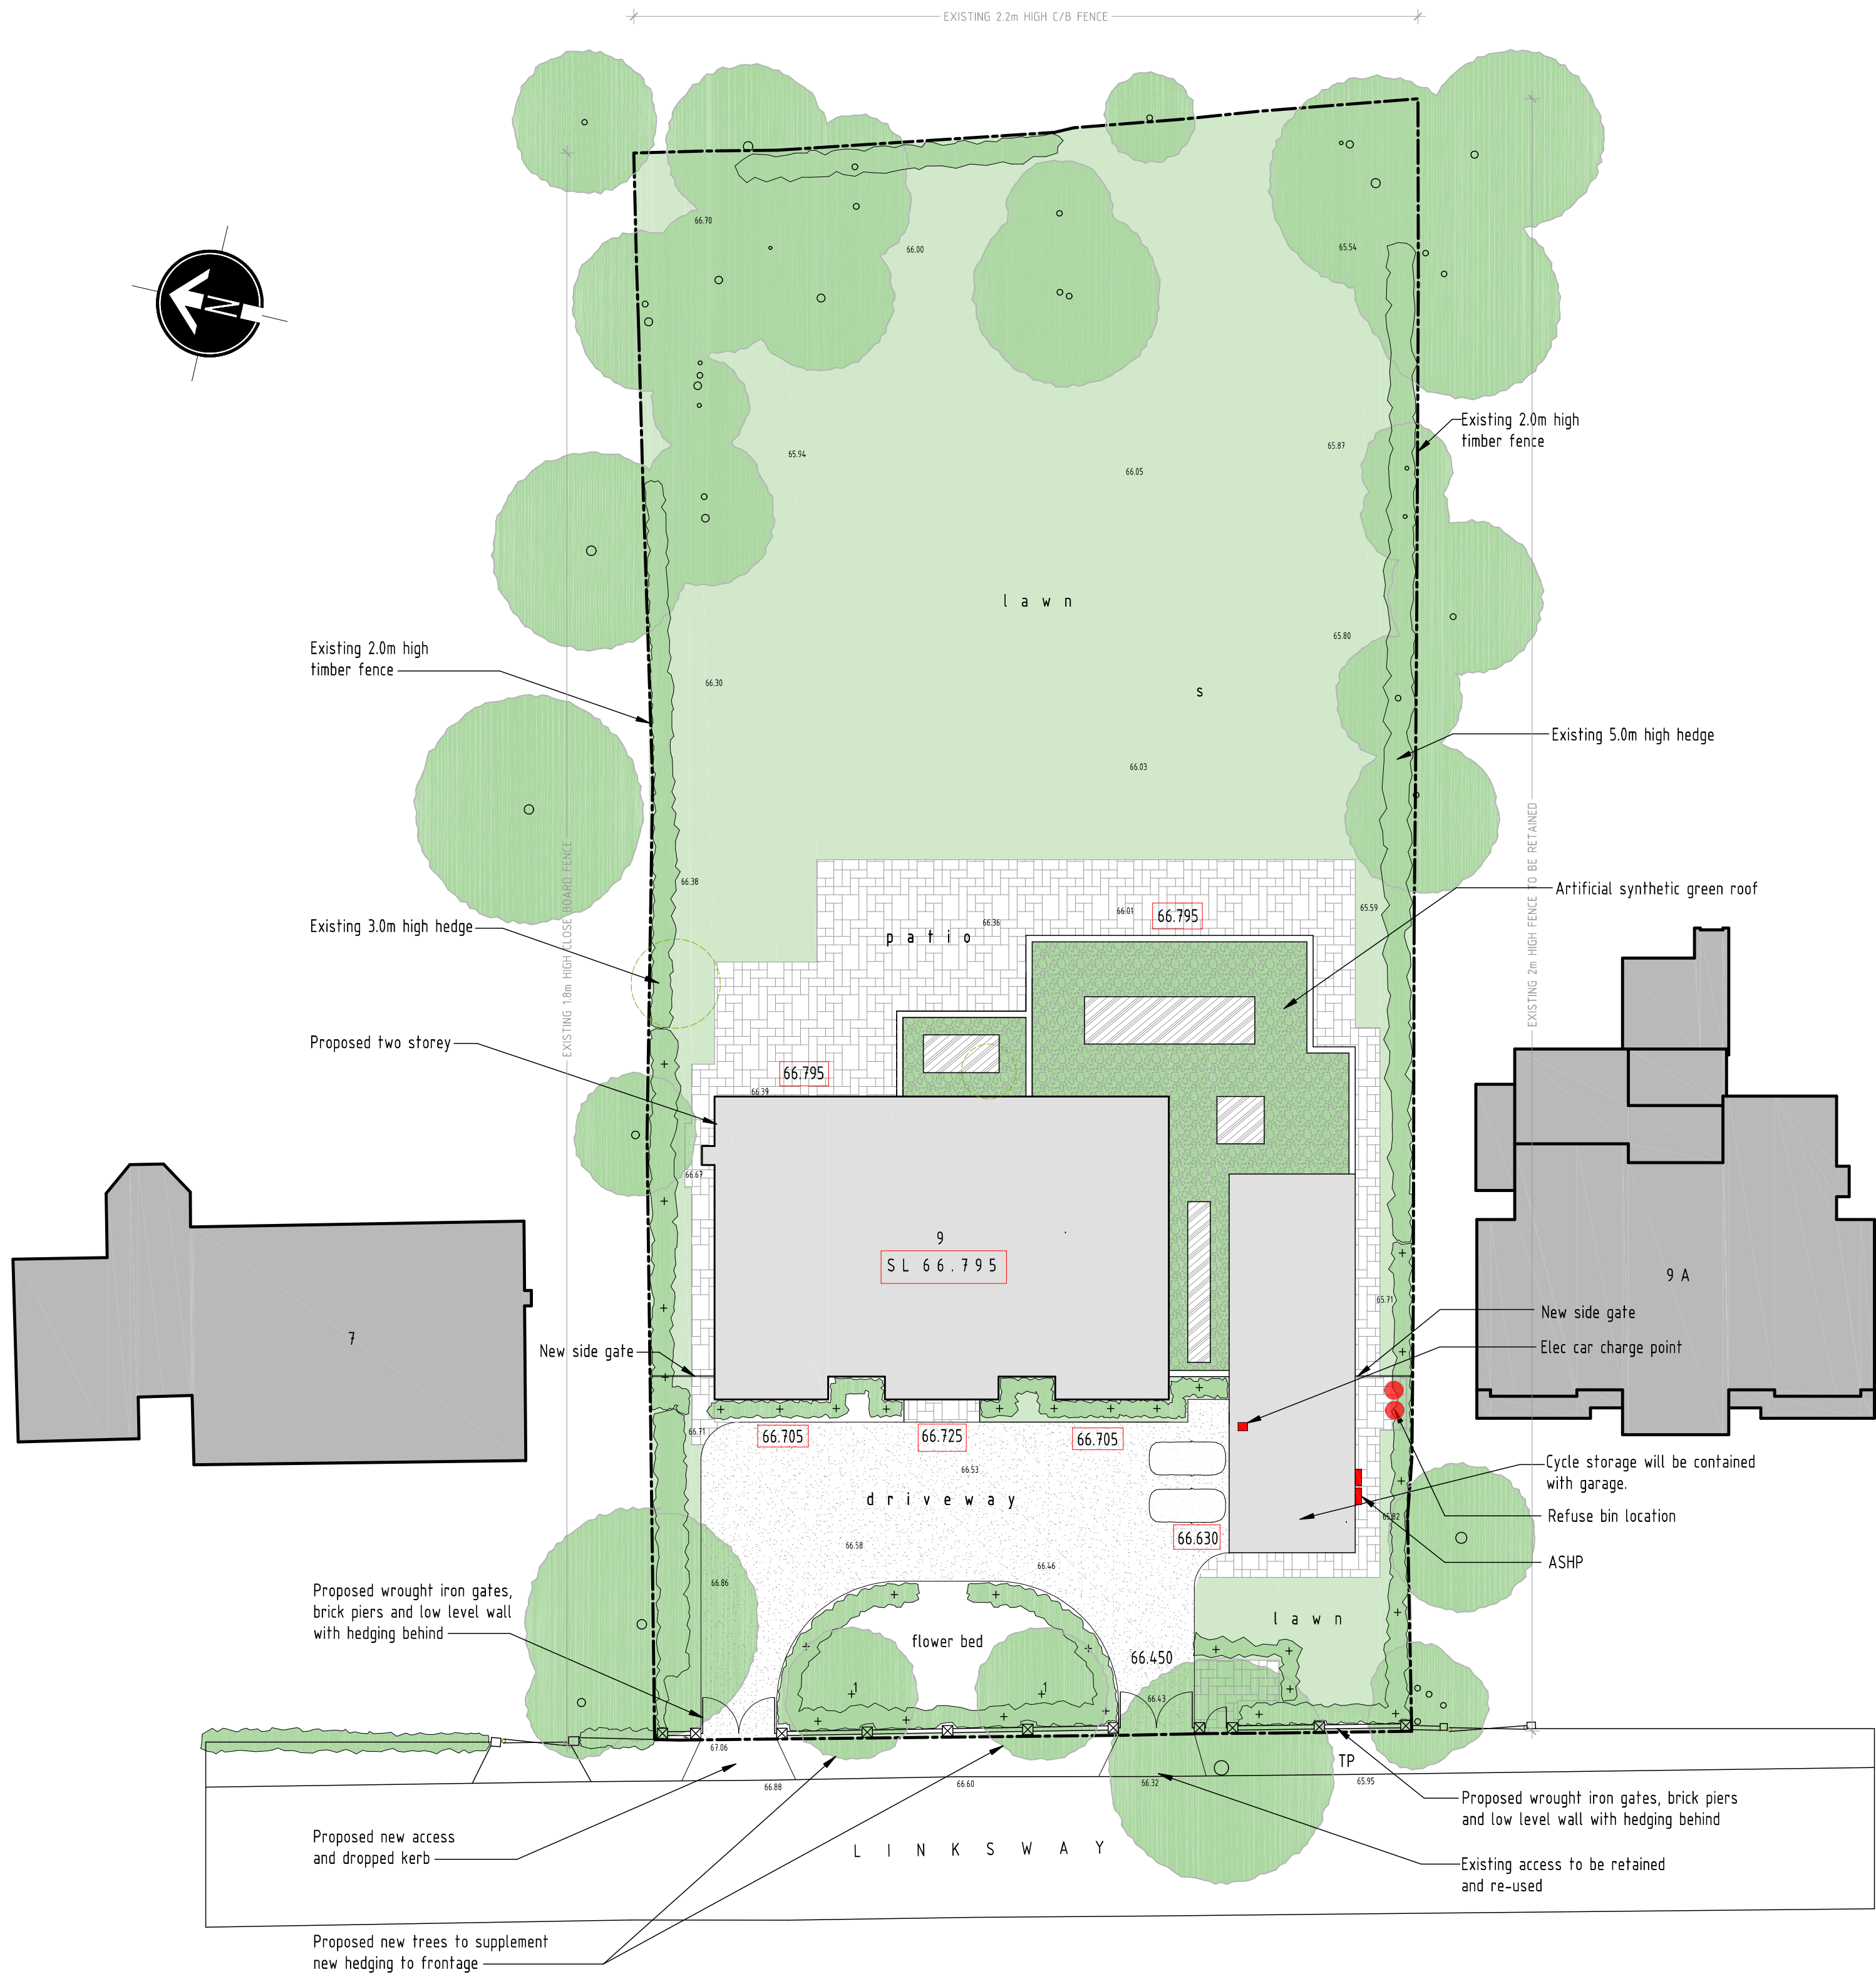 EXISTING 2.2m HIGH C/B FENCE
N
66.70
66.00
65.54
Existing 2.0m high
timber fence
65.94
66.05
65.87
lawn
Existing 2.0m high
timber fence
65.80
66.30
s
Existing 5.0m high hedge
66.03
EXISTING 1.8m HIGH CLOSE BOARD FENCE
EXISTING 2m HIGH FENCE TO BE RETAINED
66.38
Artificial synthetic green roof
65.59
66.01
66.795
66.36
Existing 3.0m high hedge
patio
Proposed two storey
66.795
66.39
66.67
9
SL 66.795
9A
65.71
New side gate
7
New side gate
Elec car charge point
66.71
66.705
66.725
66.705
66.53
Cycle storage will be contained
with garage.
driveway
65.82
Refuse bin location
66.630
66.58
66.46
ASHP
66.86
Proposed wrought iron gates,
brick piers and low level wall
with hedging behind
lawn
flower bed
66.450
1
1
66.43
67.06
TP
66.88
66.60
66.32
65.95
Proposed wrought iron gates, brick piers
and low level wall with hedging behind
Proposed new access
and dropped kerb
LINKSWAY
Existing access to be retained
and re-used
Proposed new trees to supplement
new hedging to frontage